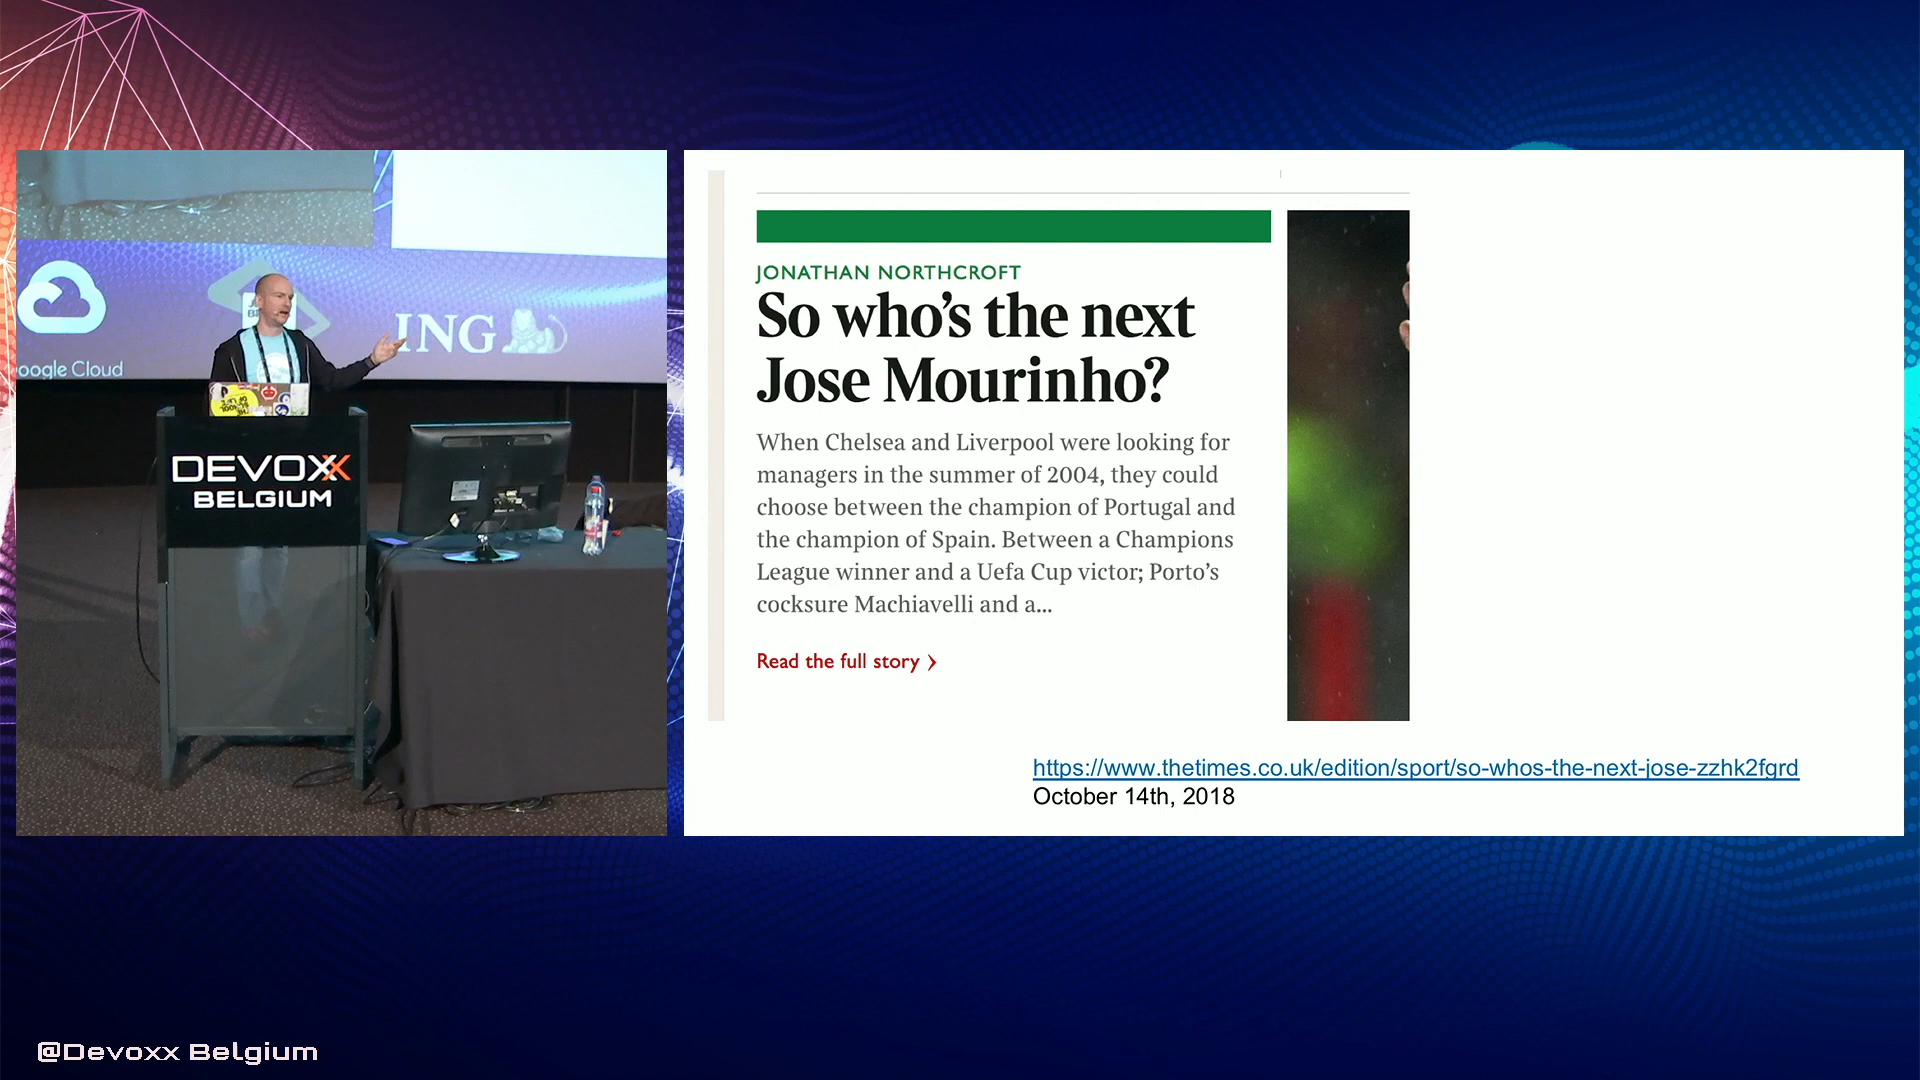 oogle Cloud
ING
DEVOXX
BELGIUM
JONATHAN NORTHCROFT
So who’s the next
Jose Mourinho?
When Chelsea and Liverpool were looking for
managers in the summer of 2004, they could
choose between the champion of Portugal and
the champion of Spain. Between a Champions
League winner and a Uefa Cup victor; Porto’s
cocksure Machiavelli and a...
Read the full story ›
https://www.thetimes.co.uk/edition/sport/so-whos-the-next-jose-zzhk2fgrd
October 14th, 2018
@Devoxx Belgium